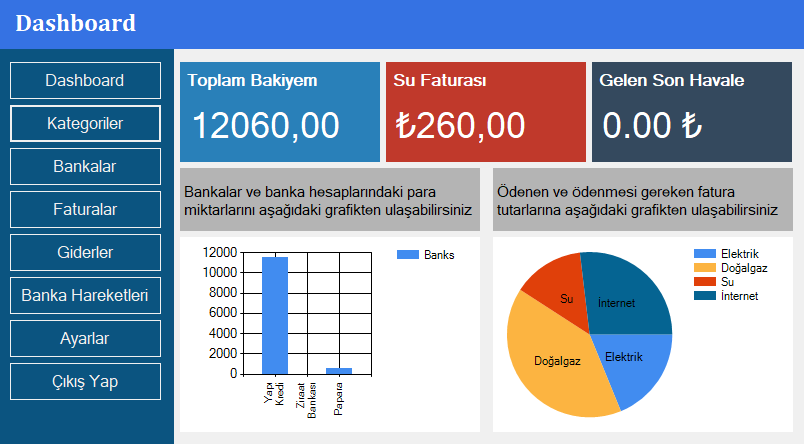 Dashboard
Dashboard
Kategoriler
Bankalar
Faturalar
Giderler
Banka Hareketleri
Ayarlar
Çıkış Yap
Toplam Bakiyem
12060,00
Su Faturası
₺260,00
Gelen Son Havale
0.00 ₺
Bankalar ve banka hesaplarındaki para
miktarlarını aşağıdaki grafikten ulaşabilirsiniz
Ödenen ve ödenmesi gereken fatura
tutarlarına aşağıdaki grafikten ulaşabilirsiniz
12000
10000
8000
6000
4000
2000
0
Yapı
Kredi
Ziraat
Bankası
Papara
Banks
Su
İnternet
Doğalgaz
Elektrik
Elektrik
Doğalgaz
Su
İnternet